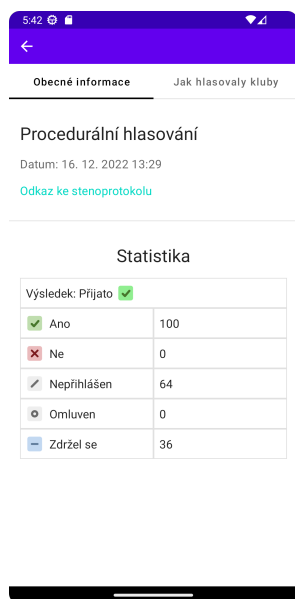 5:42
Obecné informace
Jak hlasovaly kluby
Procedurální hlasování
Datum: 16. 12. 2022 13:29
Odkaz ke stenoprotokolu
Statistika
Výsledek: Přijato
Ano 100
Ne 0
Nepřihlášen 64
Omluven 0
Zdržel se 36